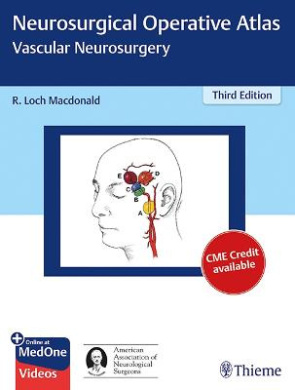 Neurosurgical Operative Atlas
Vascular Neurosurgery
R. Loch Macdonald
Third Edition
E
D
C
B
A
CME Credit
available
+ Online at
MedOne
Videos
American
Association of
Neurological
Surgeons
Thieme